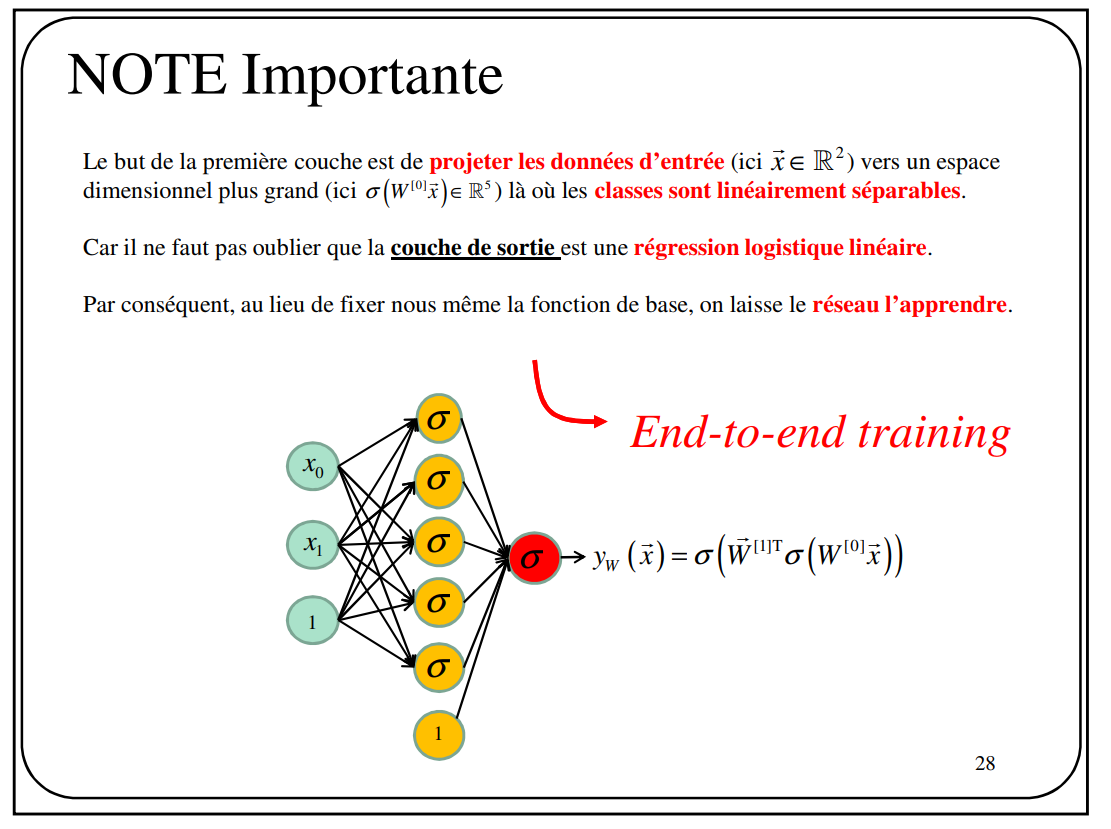 NOTE Importante
Le but de la première couche est de projeter les données d'entrée (ici x⃗ ∈ ℝ²) vers un espace
dimensionnel plus grand (ici σ(W^[0]x⃗)∈ ℝ⁵) là où les classes sont linéairement séparables.
Car il ne faut pas oublier que la couche de sortie est une régression logistique linéaire.
Par conséquent, au lieu de fixer nous même la fonction de base, on laisse le réseau l'apprendre.
End-to-end training
σ
x₀
σ
x₁
σ
σ
y_W (x⃗) = σ(W⃗^[1]T σ(W^[0]x⃗))
σ
1
σ
1
28